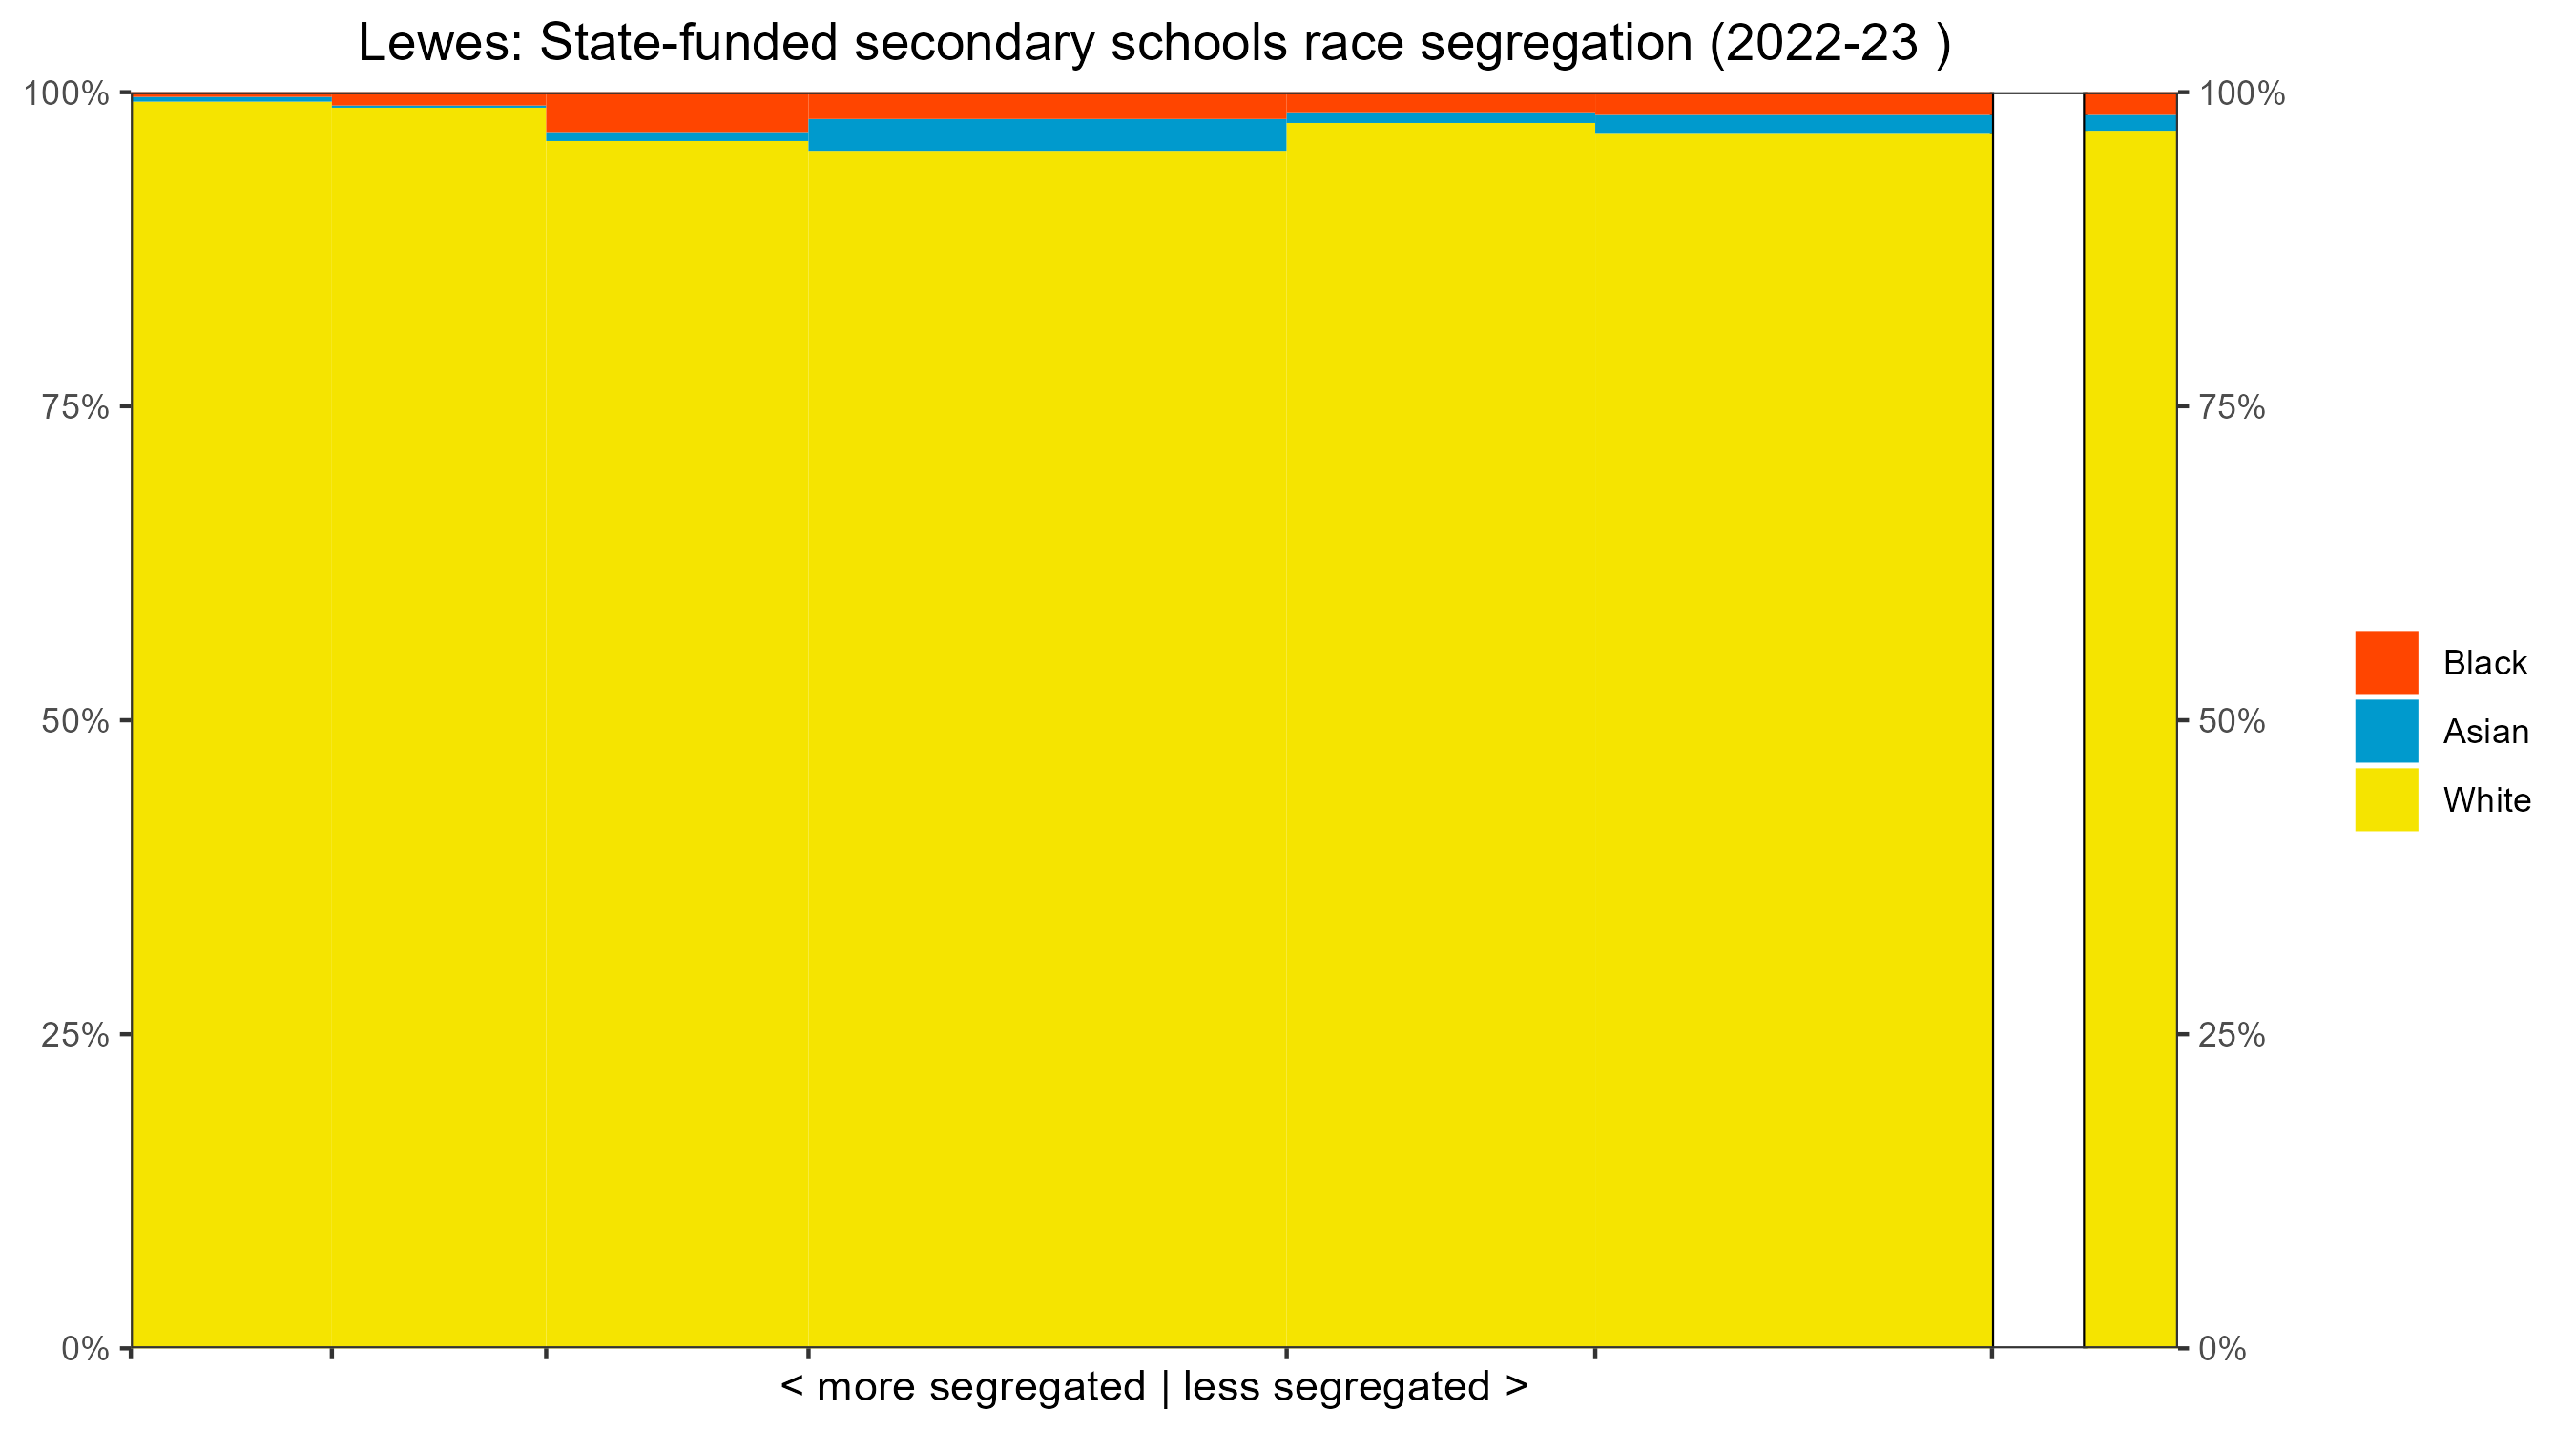 Lewes: State-funded secondary schools race segregation (2022-23 )
100%
75%
50%
25%
0%
100%
75%
50%
25%
0%
Black
Asian
White
< more segregated | less segregated >